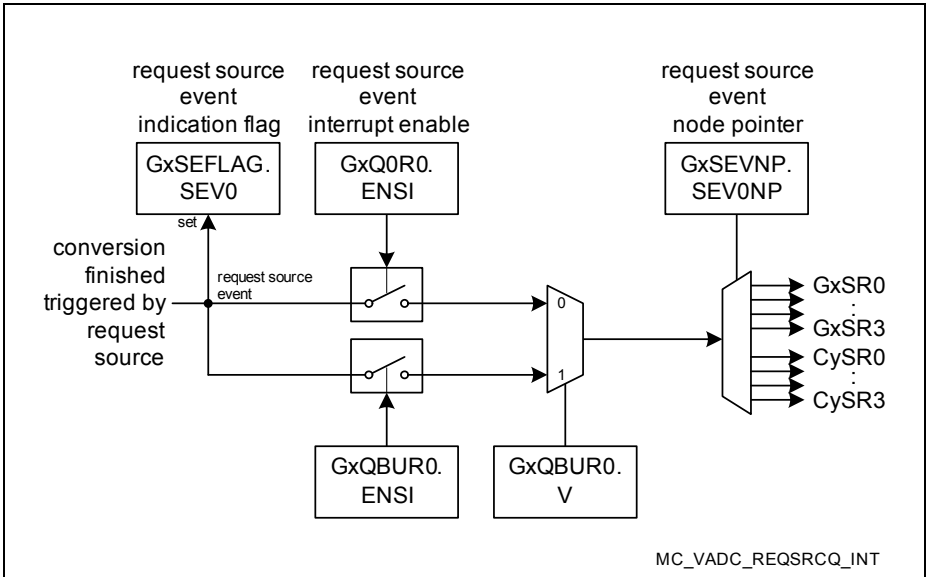 request source
event
indication flag
request source
event
interrupt enable
request source
event
node pointer
GxSEFLAG.
SEV0
GxQ0R0.
ENSI
GxSEVNP.
SEV0NP
set
conversion
finished
triggered by
request
source
request source
event
0
1
GxSR0
:
GxSR3
CySR0
:
CySR3
GxQBUR0.
ENSI
GxQBUR0.
V
MC_VADC_REQSRCQ_INT